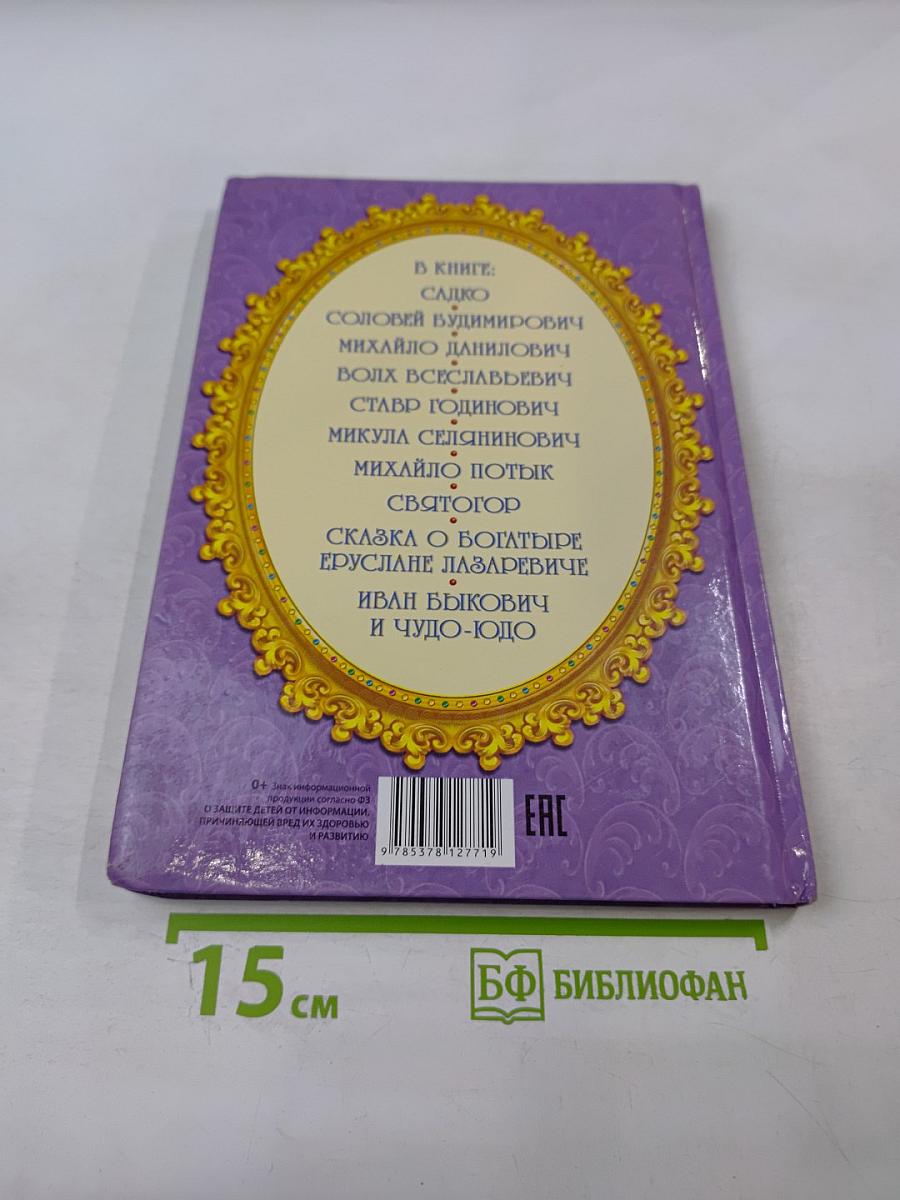 В КНИГЕ:
САДКО
СОЛОВЕЙ БУДИМИРОВИЧ
МИХАЙЛО ДАНИЛОВИЧ
ВОЛХ ВСЕСЛАВЬЕВИЧ
СТАВР ГОДИНОВИЧ
МИКУЛА СЕЛЯНИНОВИЧ
МИХАЙЛО ПОТЫК
СВЯТОГОР
СКАЗКА О БОГАТЫРЕ
ЕРУСЛАНЕ ЛАЗАРЕВИЧЕ
ИВАН БЫКОВИЧ
И ЧУДО-ЮДО
0+ Знак информационной
продукции согласно ФЗ
О ЗАЩИТЕ ДЕТЕЙ ОТ ИНФОРМАЦИИ,
ПРИЧИНЯЮЩЕЙ ВРЕД ИХ ЗДОРОВЬЮ
И РАЗВИТИЮ
9 785378 127719
EAC
15 см
БФ БИБЛИОФАН